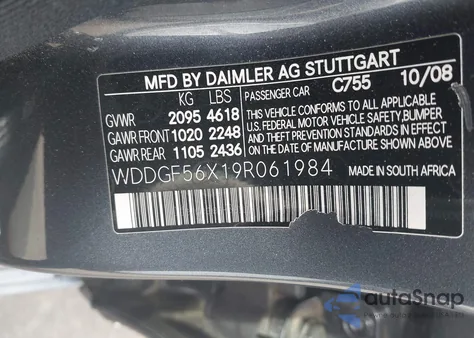 MFD BY DAIMLER AG STUTTGART
KG LBS PASSENGER CAR C755 10/08
GVWR 2095 4618 THIS VEHICLE CONFORMS TO ALL APPLICABLE
GAWR FRONT 1020 2248 U.S. FEDERAL MOTOR VEHICLE SAFETY,BUMPER
GAWR REAR 1105 2436 AND THEFT PREVENTION STANDARDS IN EFFECT
ON THE DATE OF MANUFACTURE SHOWN ABOVE
WDDGF56X19R061984 MADE IN SOUTH AFRICA
autoSnap